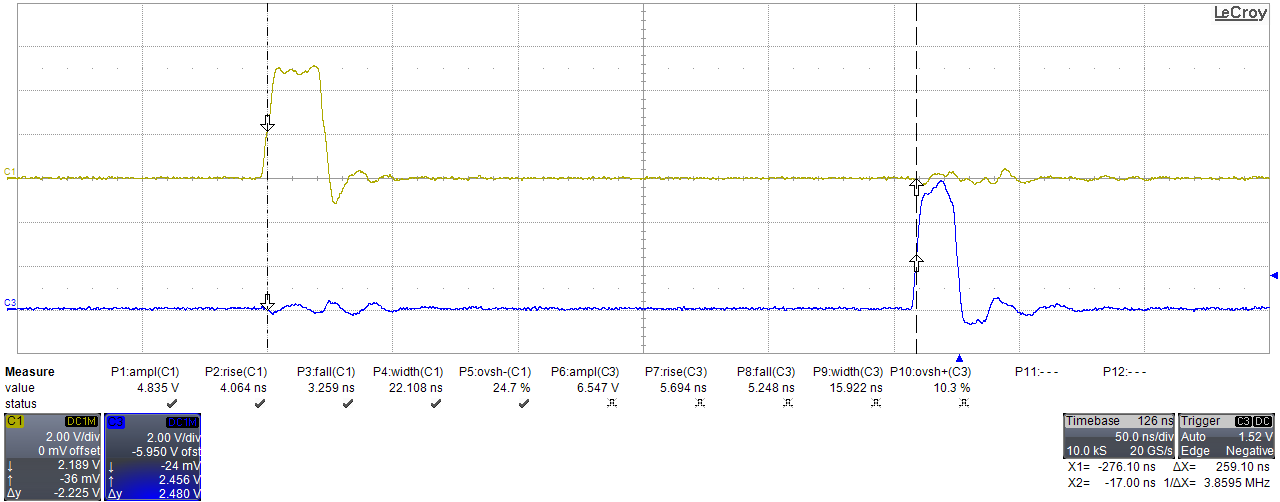 LeCroy
C1
C3
Measure P1:ampl(C1) P2:rise(C1) P3:fall(C1) P4:width(C1) P5:ovsh-(C1) P6:ampl(C3) P7:rise(C3) P8:fall(C3) P9:width(C3) P10:ovsh+(C3) P11:- - - P12:- - -
value 4.835 V 4.064 ns 3.259 ns 22.108 ns 24.7 % 6.547 V 5.694 ns 5.248 ns 15.922 ns 10.3 %
status
C1 DC1M
2.00 V/div
0 mV offset
↓ 2.189 V
↑ -36 mV
Δy -2.225 V
C3 DC1M
2.00 V/div
-5.950 V ofst
↓ -24 mV
↑ 2.456 V
Δy 2.480 V
Timebase 126 ns
50.0 ns/div
10.0 kS 20 GS/s
Trigger C3 DC
Auto 1.52 V
Edge Negative
X1= -276.10 ns ΔX= 259.10 ns
X2= -17.00 ns 1/ΔX= 3.8595 MHz